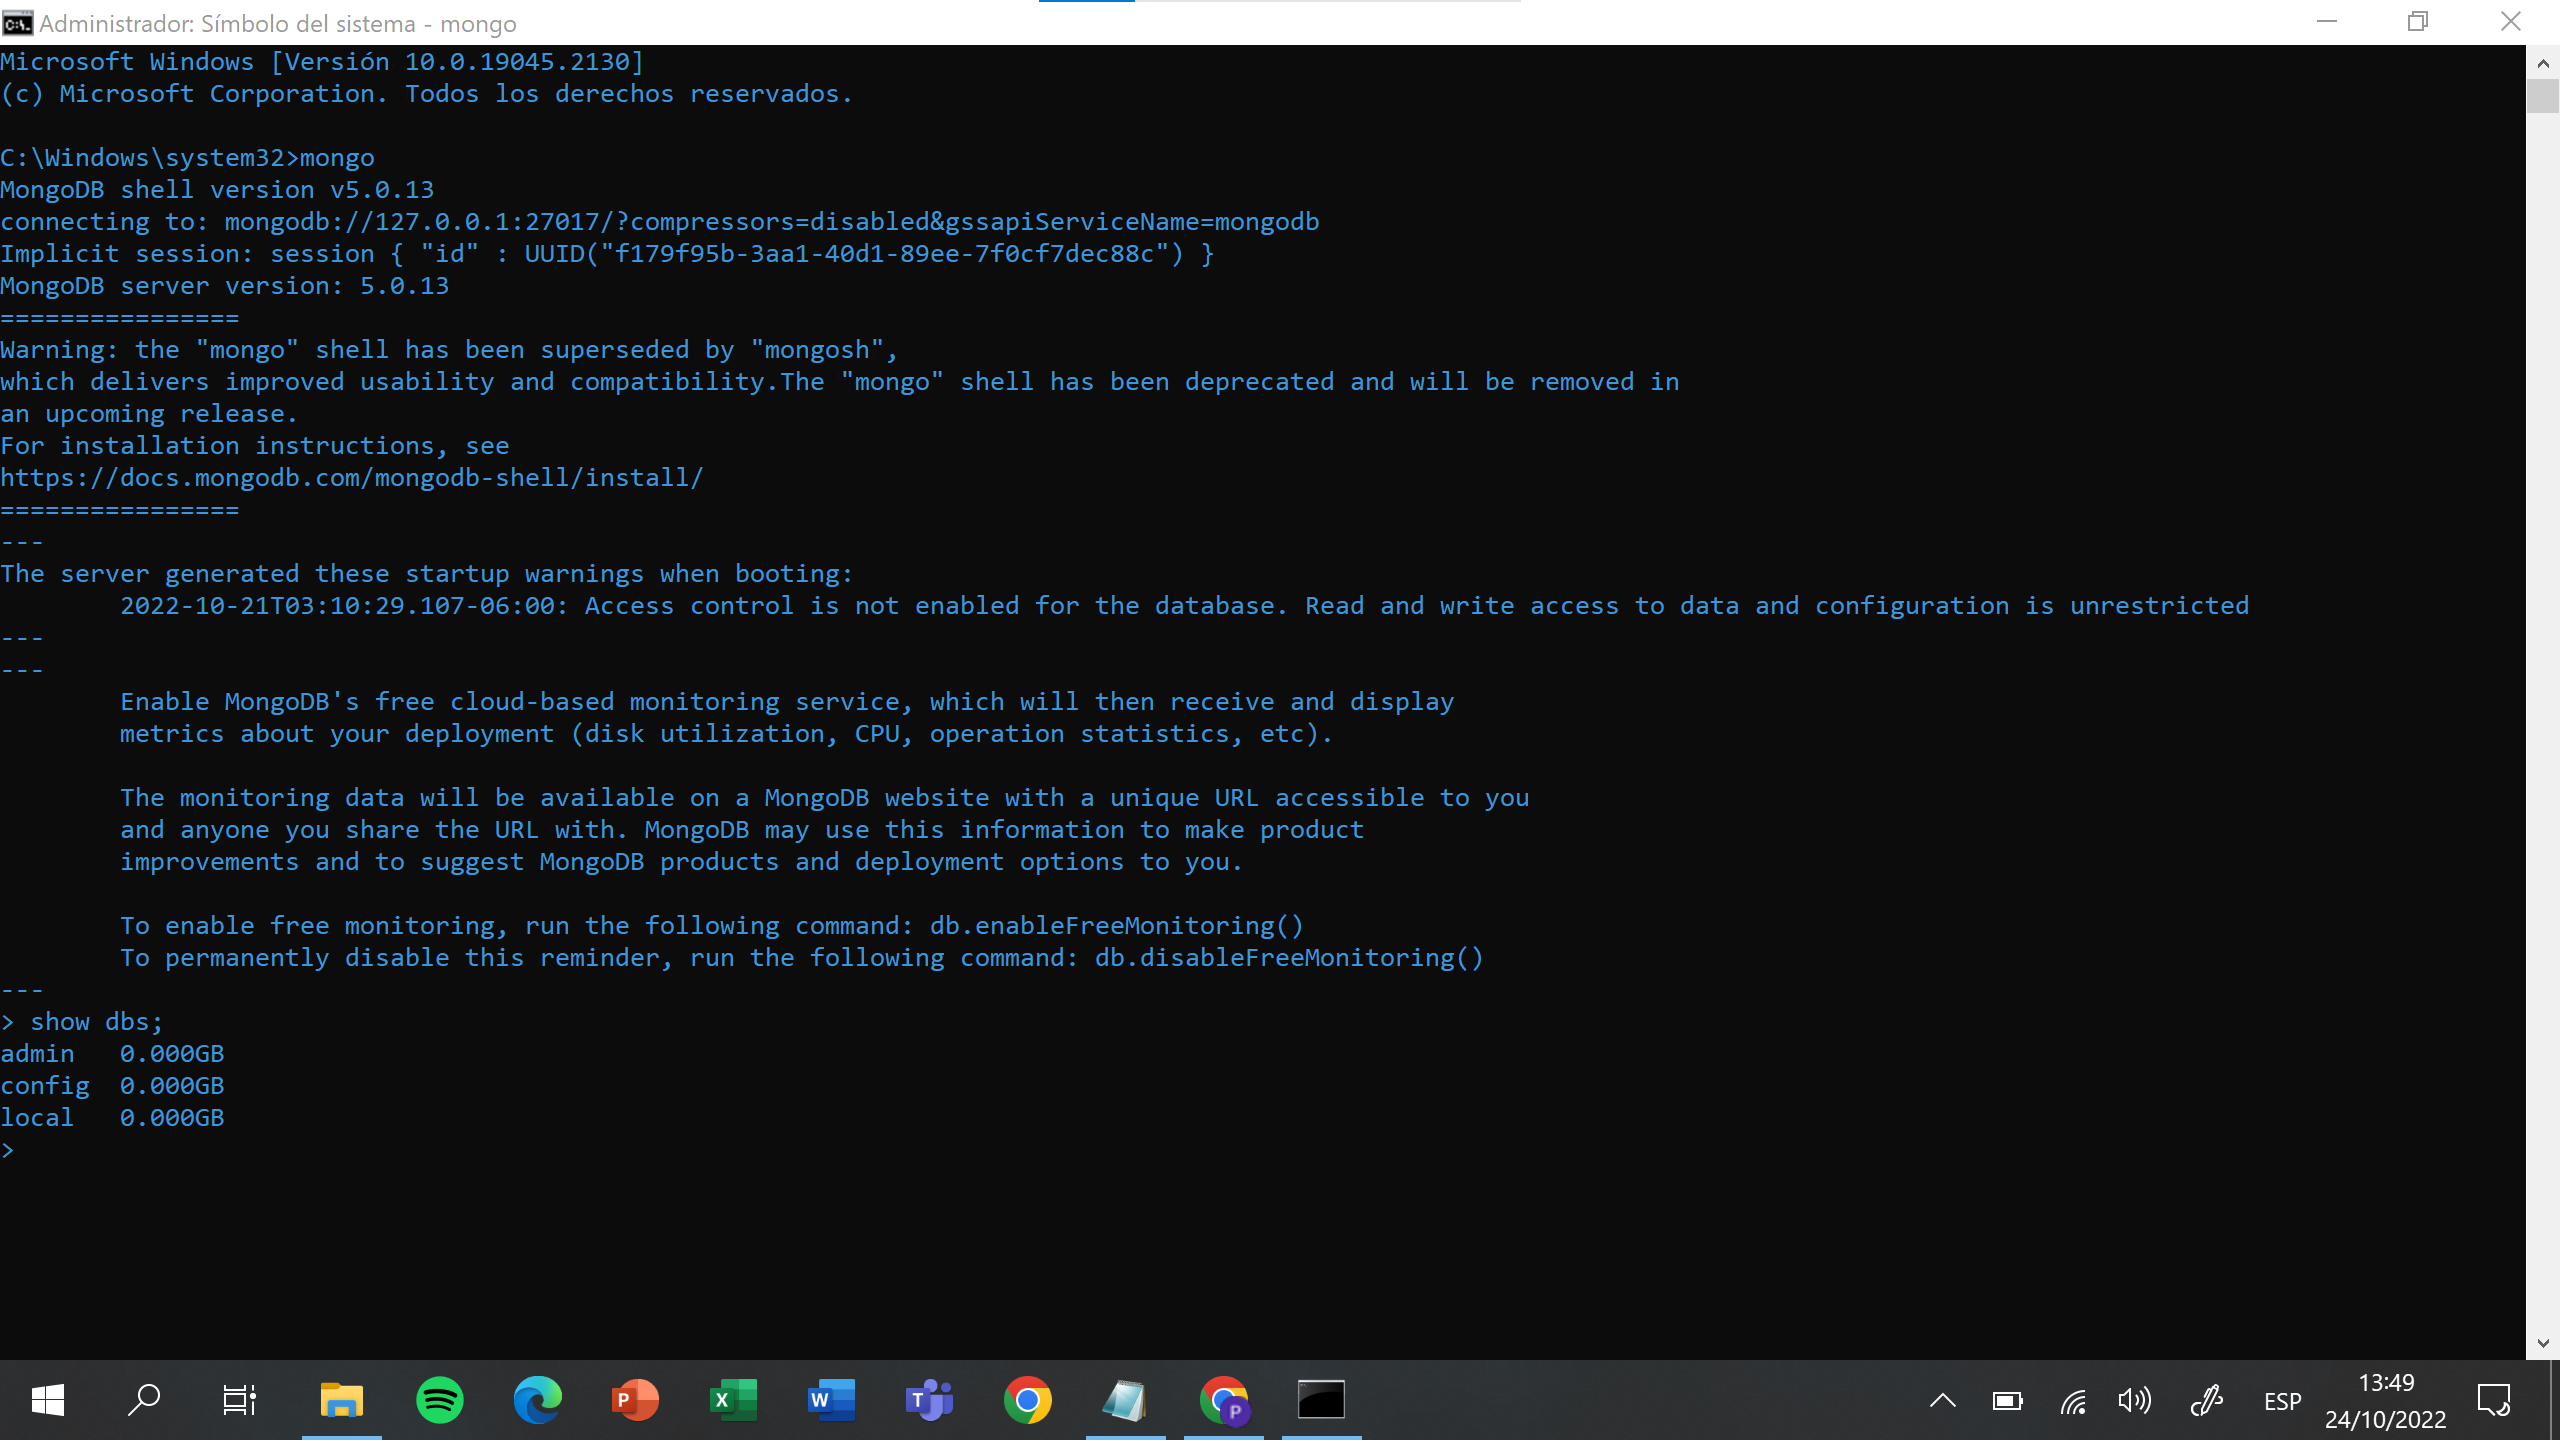 Administrador: Símbolo del sistema - mongo
Microsoft Windows [Versión 10.0.19045.2130]
(c) Microsoft Corporation. Todos los derechos reservados.
C:\Windows\system32>mongo
MongoDB shell version v5.0.13
connecting to: mongodb://127.0.0.1:27017/?compressors=disabled&gssapiServiceName=mongodb
Implicit session: session { "id" : UUID("f179f95b-3aa1-40d1-89ee-7f0cf7dec88c") }
MongoDB server version: 5.0.13
================
Warning: the "mongo" shell has been superseded by "mongosh",
which delivers improved usability and compatibility.The "mongo" shell has been deprecated and will be removed in
an upcoming release.
For installation instructions, see
https://docs.mongodb.com/mongodb-shell/install/
================
---
The server generated these startup warnings when booting:
        2022-10-21T03:10:29.107-06:00: Access control is not enabled for the database. Read and write access to data and configuration is unrestricted
---
---
        Enable MongoDB's free cloud-based monitoring service, which will then receive and display
        metrics about your deployment (disk utilization, CPU, operation statistics, etc).
        The monitoring data will be available on a MongoDB website with a unique URL accessible to you
        and anyone you share the URL with. MongoDB may use this information to make product
        improvements and to suggest MongoDB products and deployment options to you.
        To enable free monitoring, run the following command: db.enableFreeMonitoring()
        To permanently disable this reminder, run the following command: db.disableFreeMonitoring()
---
> show dbs;
admin   0.000GB
config  0.000GB
local   0.000GB
>
P
X
W
T
P
ESP
13:49
24/10/2022